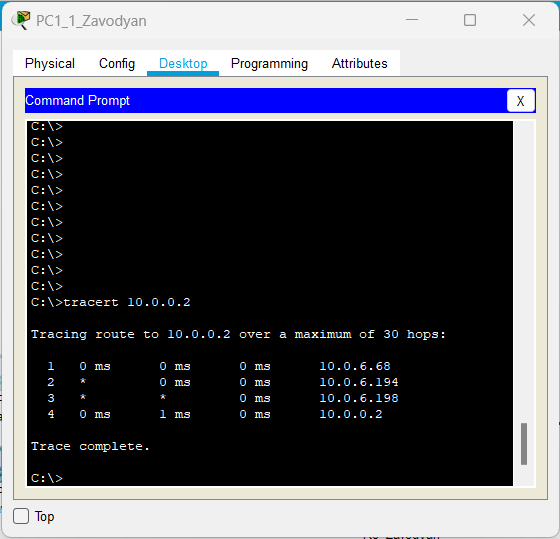 PC1_1_Zavodyan
Physical Config Desktop Programming Attributes
Command Prompt X
C:\>
C:\>
C:\>
C:\>
C:\>
C:\>
C:\>
C:\>
C:\>
C:\>
C:\>
C:\>tracert 10.0.0.2
Tracing route to 10.0.0.2 over a maximum of 30 hops:
1 0 ms 0 ms 0 ms 10.0.6.68
2 * 0 ms 0 ms 10.0.6.194
3 * * 0 ms 10.0.6.198
4 0 ms 1 ms 0 ms 10.0.0.2
Trace complete.
C:\>
Top